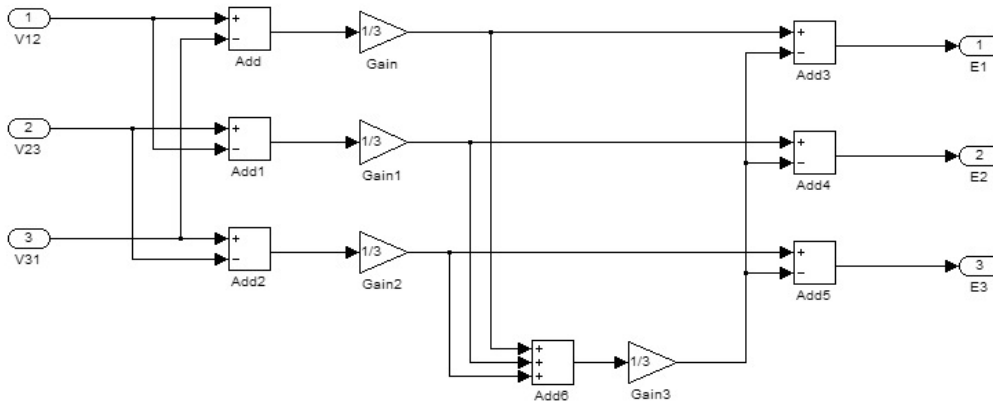 1 + 1/3 + 1
V12 − Add Gain − Add3 E1
2 + 1/3 + 2
V23 − Add1 Gain1 − Add4 E2
3 + 1/3 + 3
V31 − Add2 Gain2 − Add5 E3
+
+ 1/3
+
Add6 Gain3